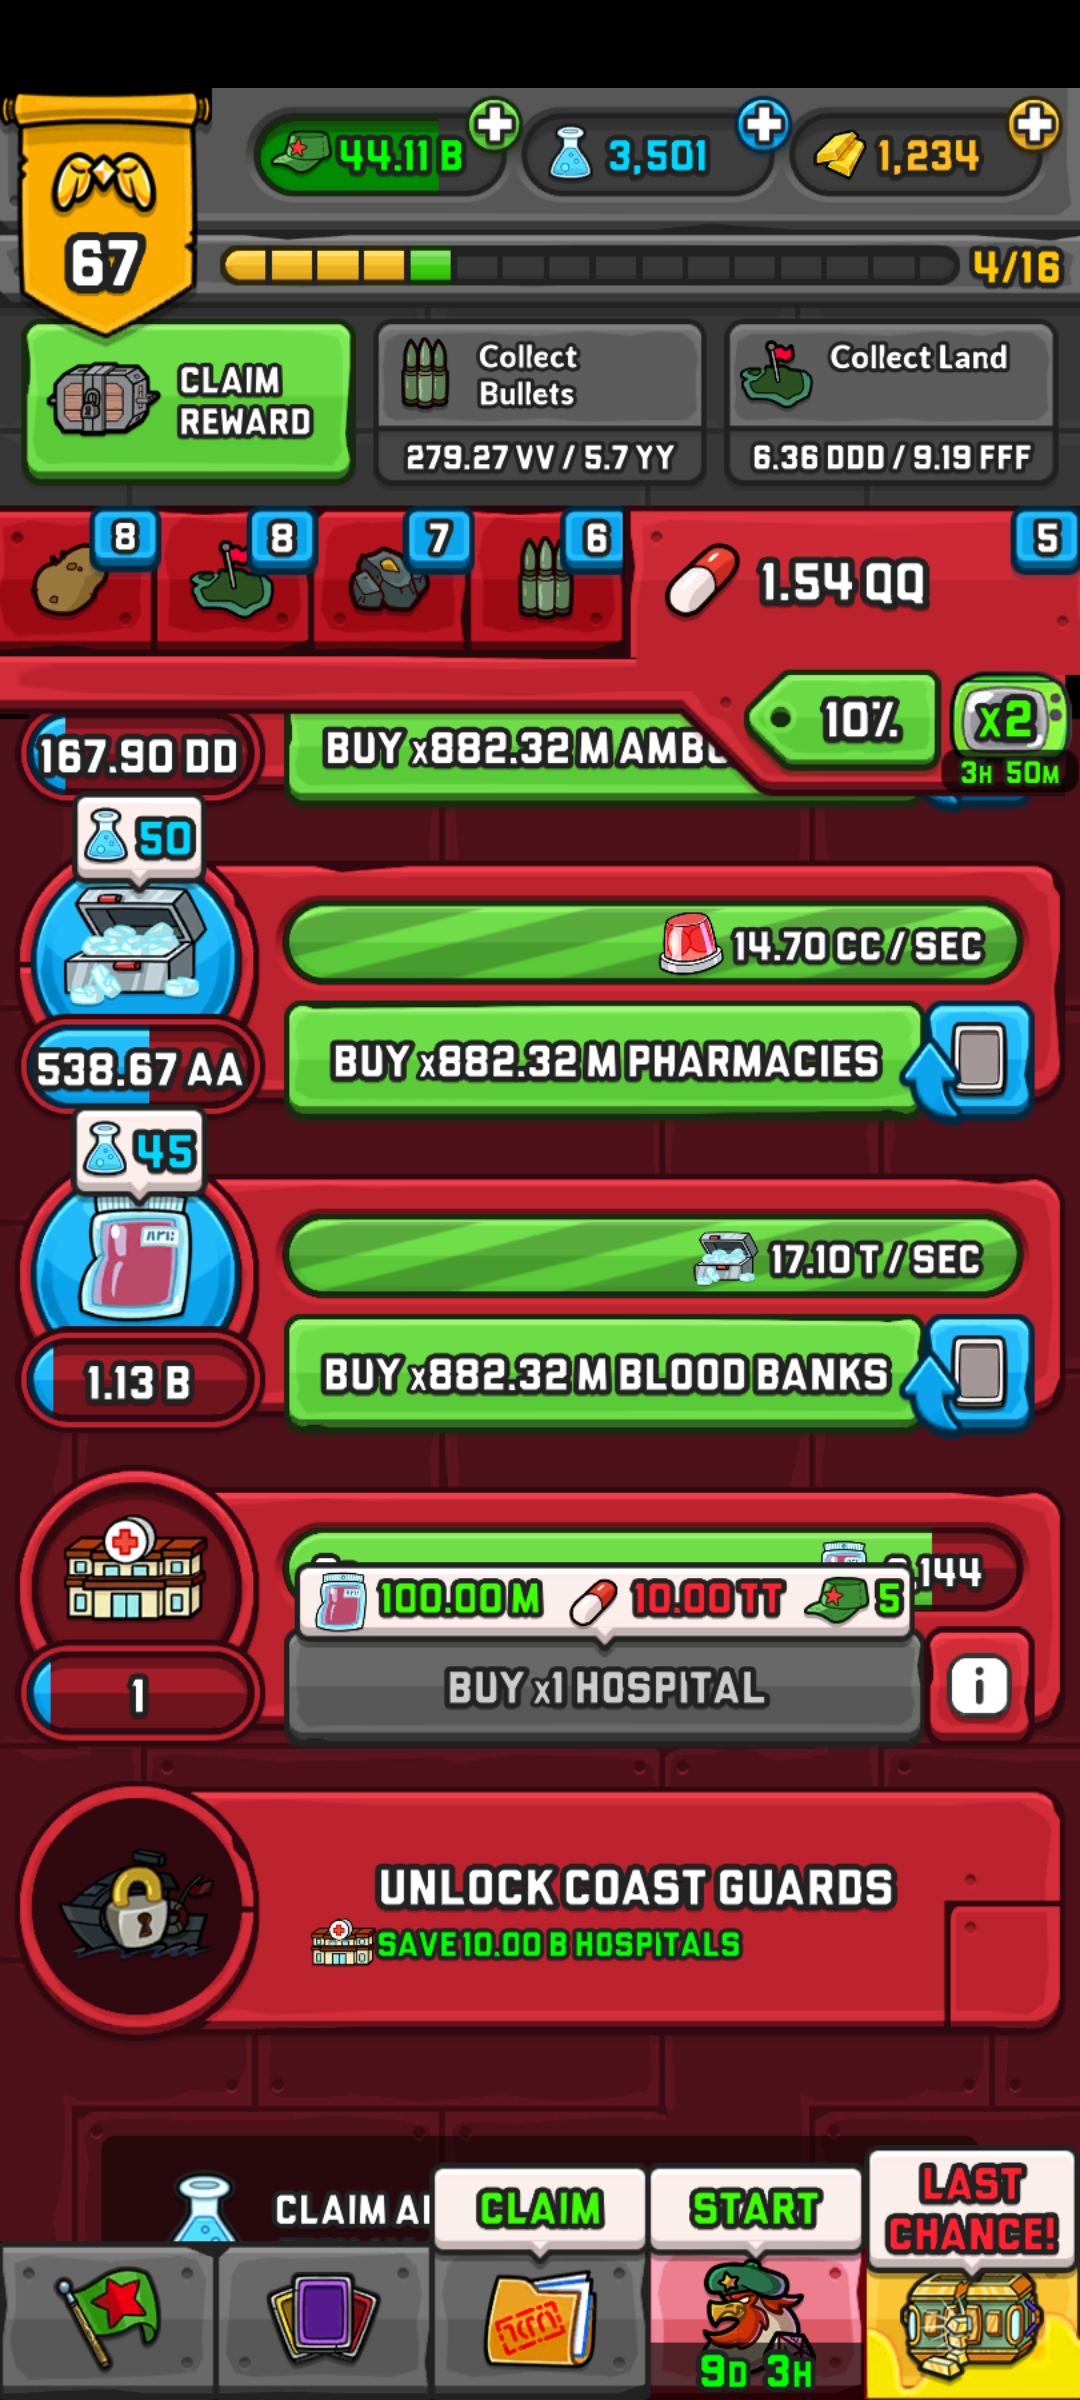 44.11 B
3,501
1,234
67
4/16
CLAIM
REWARD
Collect
Bullets
279.27 VV / 5.7 YY
Collect Land
6.36 DDD / 9.19 FFF
8
8
7
6
5
1.54 QQ
10%
x2
3H 50M
167.90 DD
BUY x882.32 M AMBU
50
14.70 CC / SEC
538.67 AA
BUY x882.32 M PHARMACIES
45
17.10 T / SEC
1.13 B
BUY x882.32 M BLOOD BANKS
144
100.00 M
10.00 TT
5
1
BUY x1 HOSPITAL
i
UNLOCK COAST GUARDS
SAVE 10.00 B HOSPITALS
CLAIM
START
LAST
CHANCE!
CLAIM
9D 3H